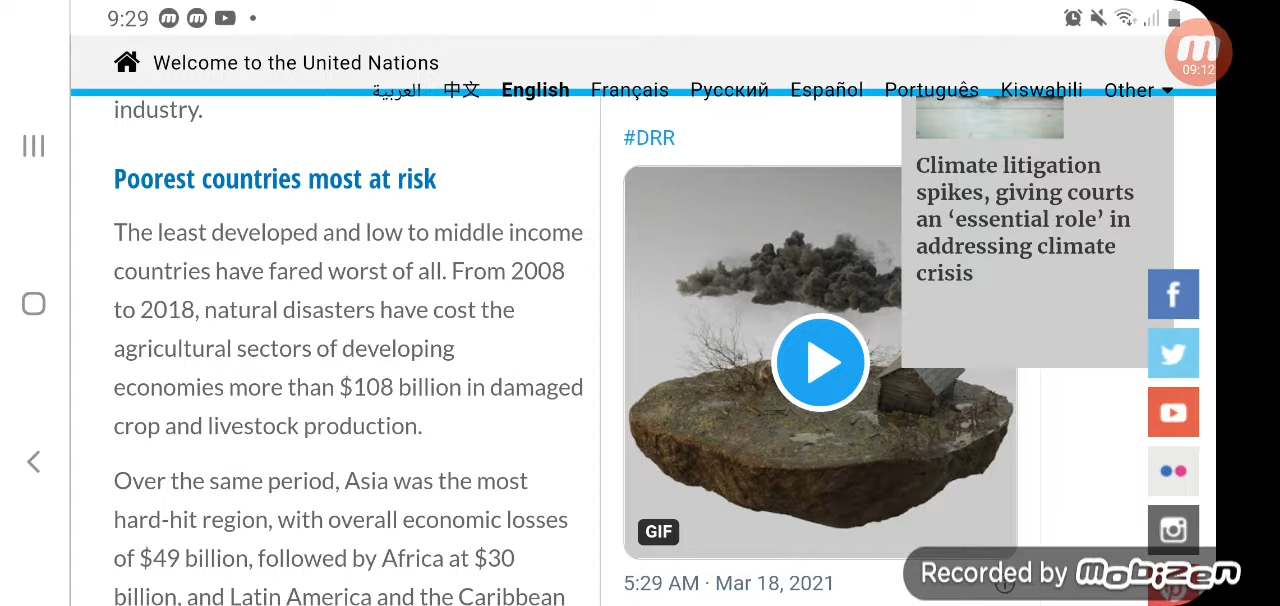 9:29
09:12
Welcome to the United Nations
العربية 中文 English Français Русский Español Português Kiswahili Other
industry.
Poorest countries most at risk
The least developed and low to middle income
countries have fared worst of all. From 2008
to 2018, natural disasters have cost the
agricultural sectors of developing
economies more than $108 billion in damaged
crop and livestock production.
Over the same period, Asia was the most
hard-hit region, with overall economic losses
of $49 billion, followed by Africa at $30
billion, and Latin America and the Caribbean
#DRR
GIF
5:29 AM · Mar 18, 2021
Climate litigation
spikes, giving courts
an ‘essential role’ in
addressing climate
crisis
Recorded by mobizen